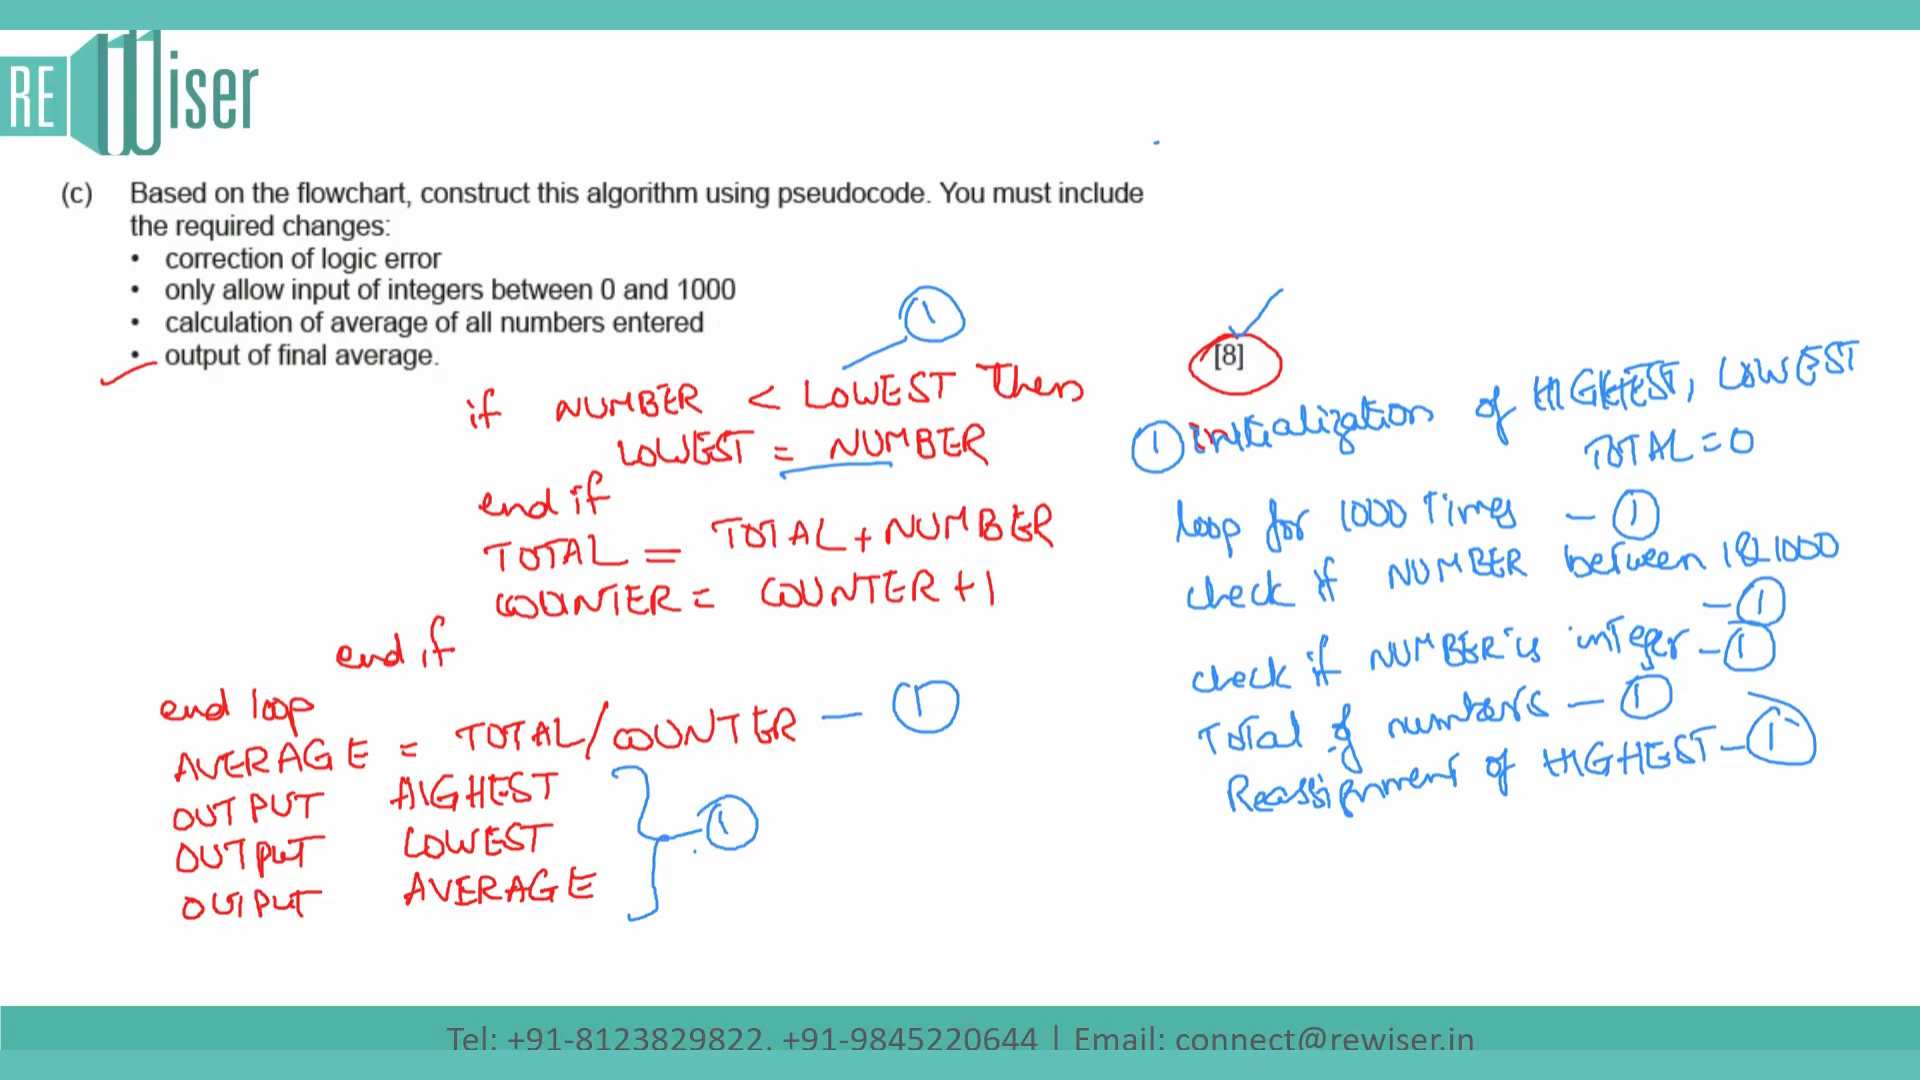 REWiser
(c) Based on the flowchart, construct this algorithm using pseudocode. You must include
the required changes:
• correction of logic error
• only allow input of integers between 0 and 1000
• calculation of average of all numbers entered
• output of final average.
[8]
1
if NUMBER < LOWEST Then
LOWEST = NUMBER
end if
TOTAL = TOTAL + NUMBER
COUNTER = COUNTER + 1
end if
end loop
AVERAGE = TOTAL/COUNTER - 1
OUTPUT HIGHEST
OUTPUT LOWEST
OUTPUT AVERAGE
1
1 initialization of HIGHEST, LOWEST
TOTAL = 0
loop for 1000 Times - 1
check if NUMBER between 1 & 1000
- 1
check if NUMBER is integer - 1
Total of numbers - 1
Reassignment of HIGHEST - 1
Tel: +91-8123829822, +91-9845220644 | Email: connect@rewiser.in